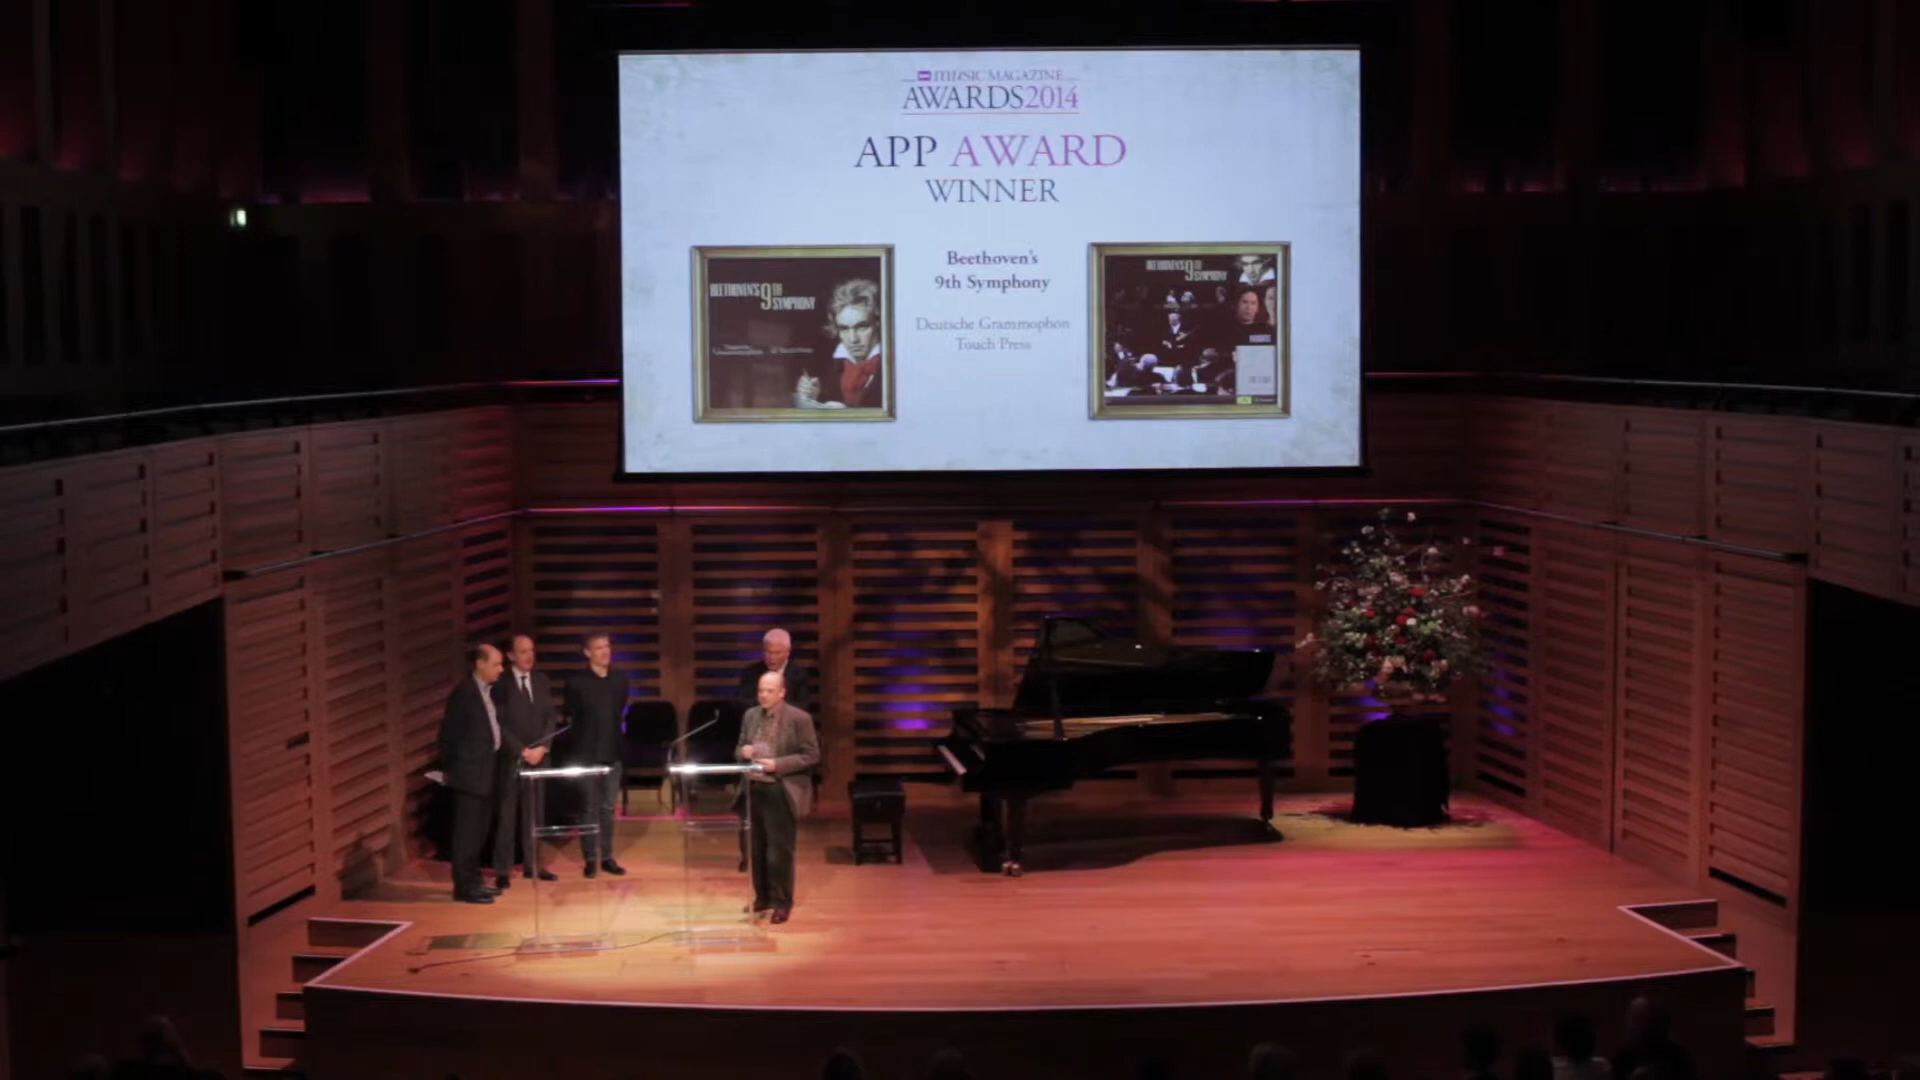 MUSIC MAGAZINE
AWARDS2014
APP AWARD
WINNER
BEETHOVEN'S 9TH
SYMPHONY
Beethoven's
9th Symphony
Deutsche Grammophon
Touch Press
BEETHOVEN'S 9TH
SYMPHONY